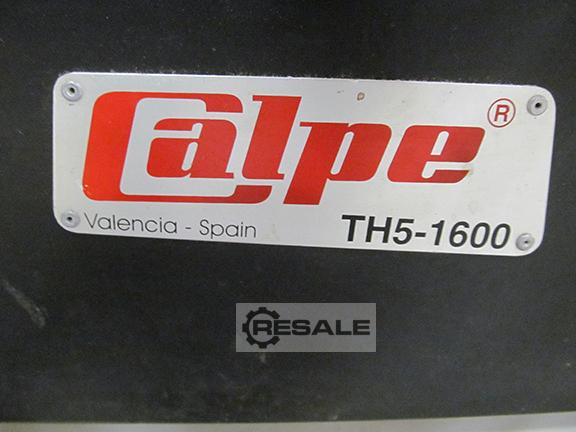 Calpe ®
Valencia - Spain
TH5-1600
RESALE